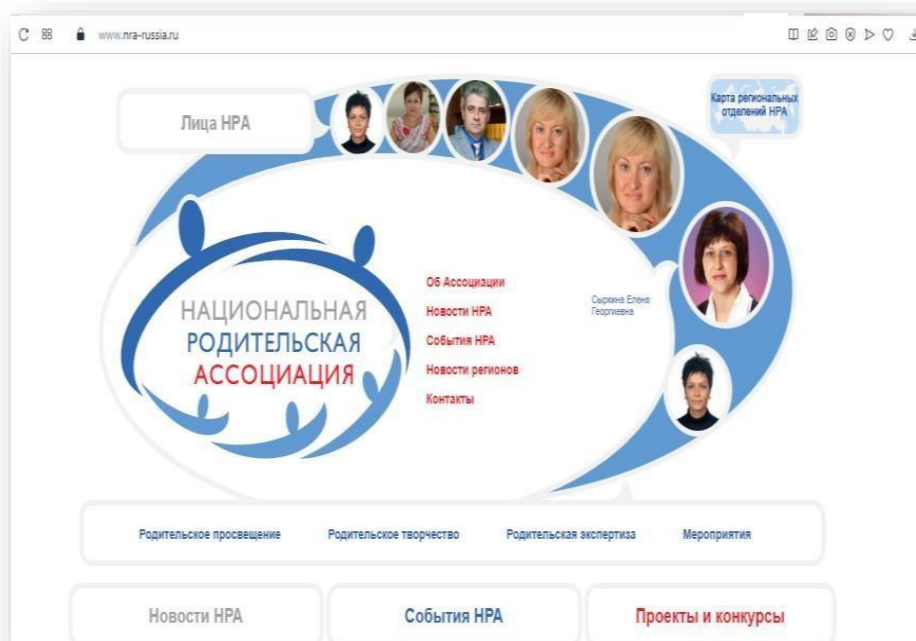 www.nra-russia.ru
Лица НРА
Карта региональных
отделений НРА
НАЦИОНАЛЬНАЯ
РОДИТЕЛЬСКАЯ
АССОЦИАЦИЯ
Об Ассоциации
Новости НРА
События НРА
Новости регионов
Контакты
Сыркина Елена
Георгиевна
Родительское просвещение
Родительское творчество
Родительская экспертиза
Мероприятия
Новости НРА
События НРА
Проекты и конкурсы